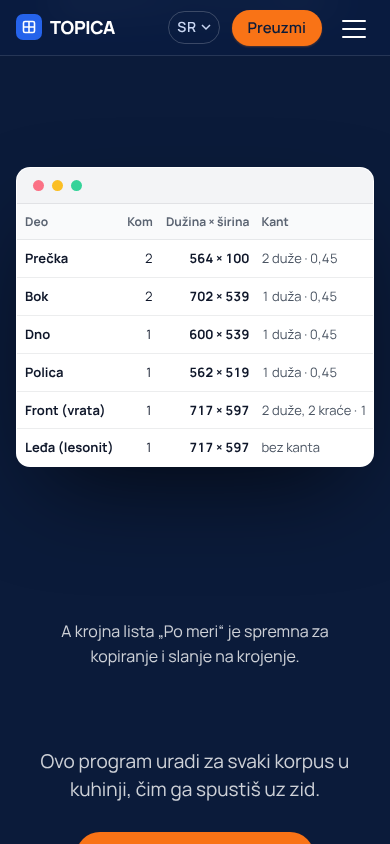 TOPICA SR Preuzmi
Deo Kom Dužina × širina Kant
Prečka 2 564 × 100 2 duže · 0,45
Bok 2 702 × 539 1 duža · 0,45
Dno 1 600 × 539 1 duža · 0,45
Polica 1 562 × 519 1 duža · 0,45
Front (vrata) 1 717 × 597 2 duže, 2 kraće · 1
Leđa (lesonit) 1 717 × 597 bez kanta
A krojna lista „Po meri“ je spremna za
kopiranje i slanje na krojenje.
Ovo program uradi za svaki korpus u
kuhinji, čim ga spustiš uz zid.